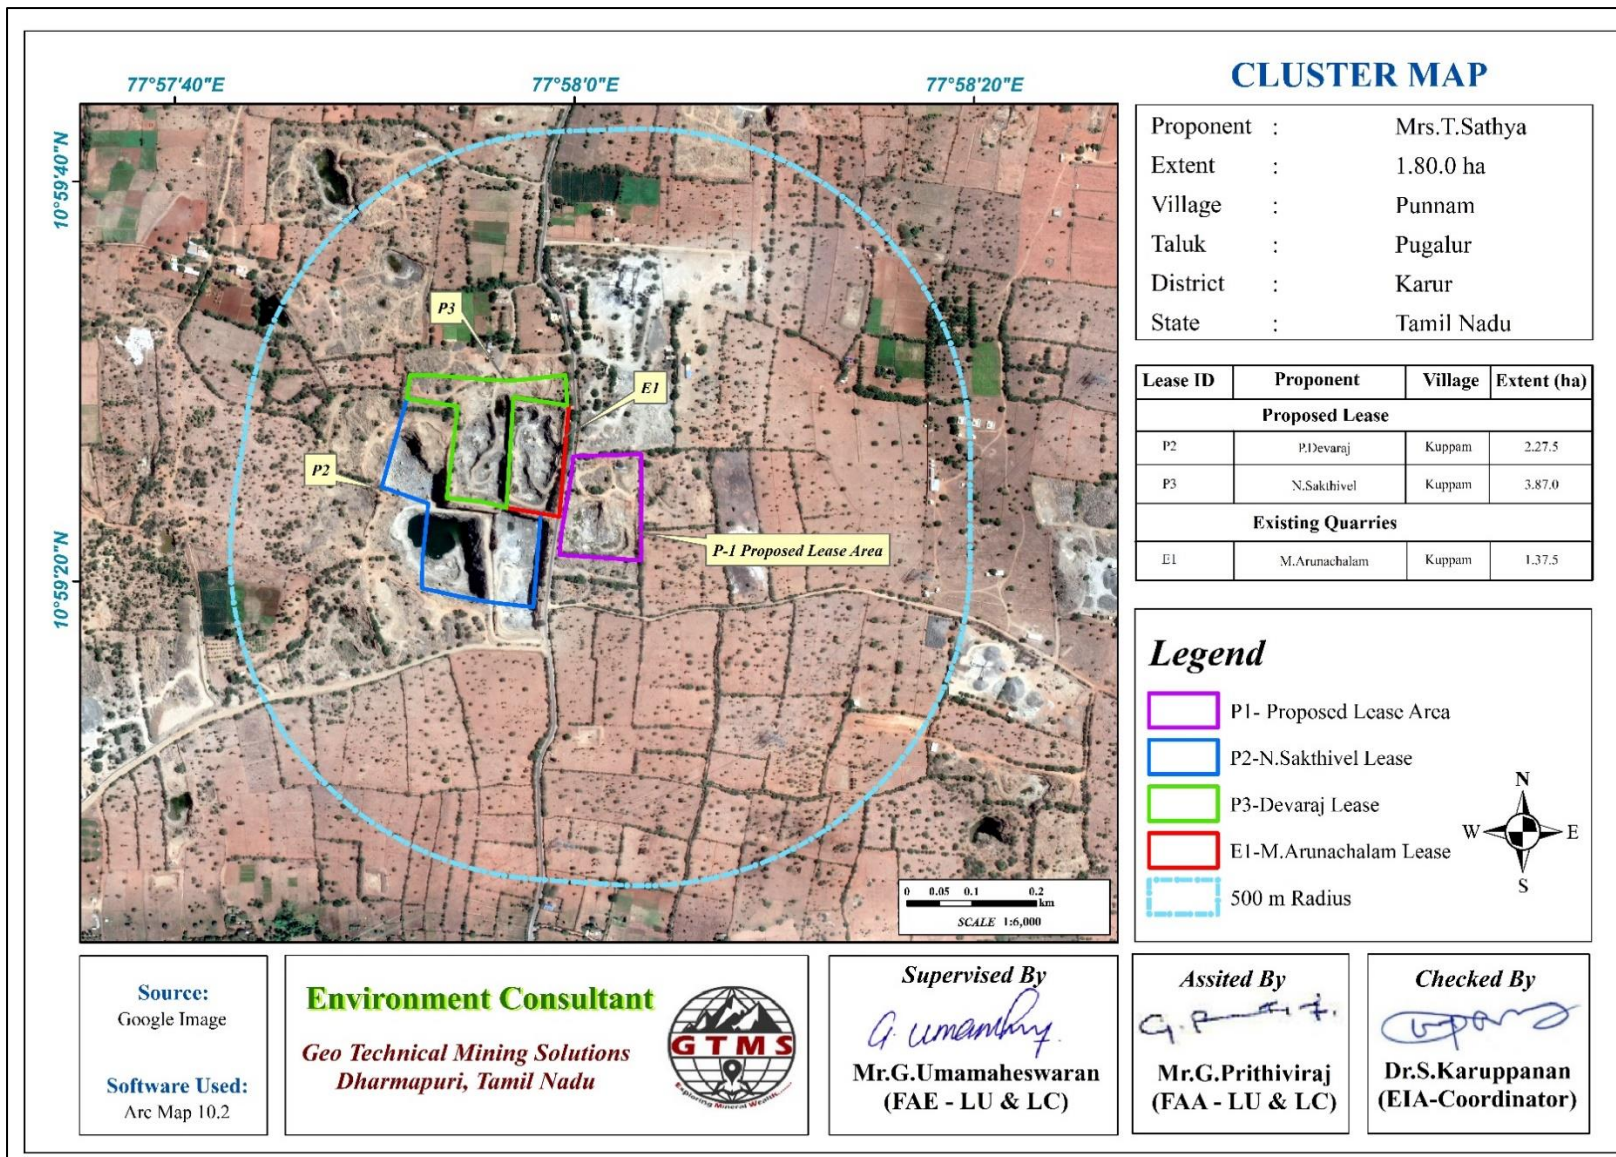 CLUSTER MAP
77°57'40"E 77°58'0"E 77°58'20"E
10°59'40"N
10°59'20"N
P3
E1
P2
P-1 Proposed Lease Area
0 0.05 0.1 0.2
km
SCALE 1:6,000
Proponent : Mrs.T.Sathya
Extent : 1.80.0 ha
Village : Punnam
Taluk : Pugalur
District : Karur
State : Tamil Nadu
Lease ID Proponent Village Extent (ha)
Proposed Lease
P2 P.Devaraj Kuppam 2.27.5
P3 N.Sakthivel Kuppam 3.87.0
Existing Quarries
E1 M.Arunachalam Kuppam 1.37.5
Legend
P1- Proposed Lease Area
P2-N.Sakthivel Lease
P3-Devaraj Lease
E1-M.Arunachalam Lease
500 m Radius
N
W E
S
Source:
Google Image
Software Used:
Arc Map 10.2
Environment Consultant
Geo Technical Mining Solutions
Dharmapuri, Tamil Nadu
GTMS
Exploring Mineral Wealth......
Supervised By
Mr.G.Umamaheswaran
(FAE - LU & LC)
Assited By
Mr.G.Prithiviraj
(FAA - LU & LC)
Checked By
Dr.S.Karuppanan
(EIA-Coordinator)